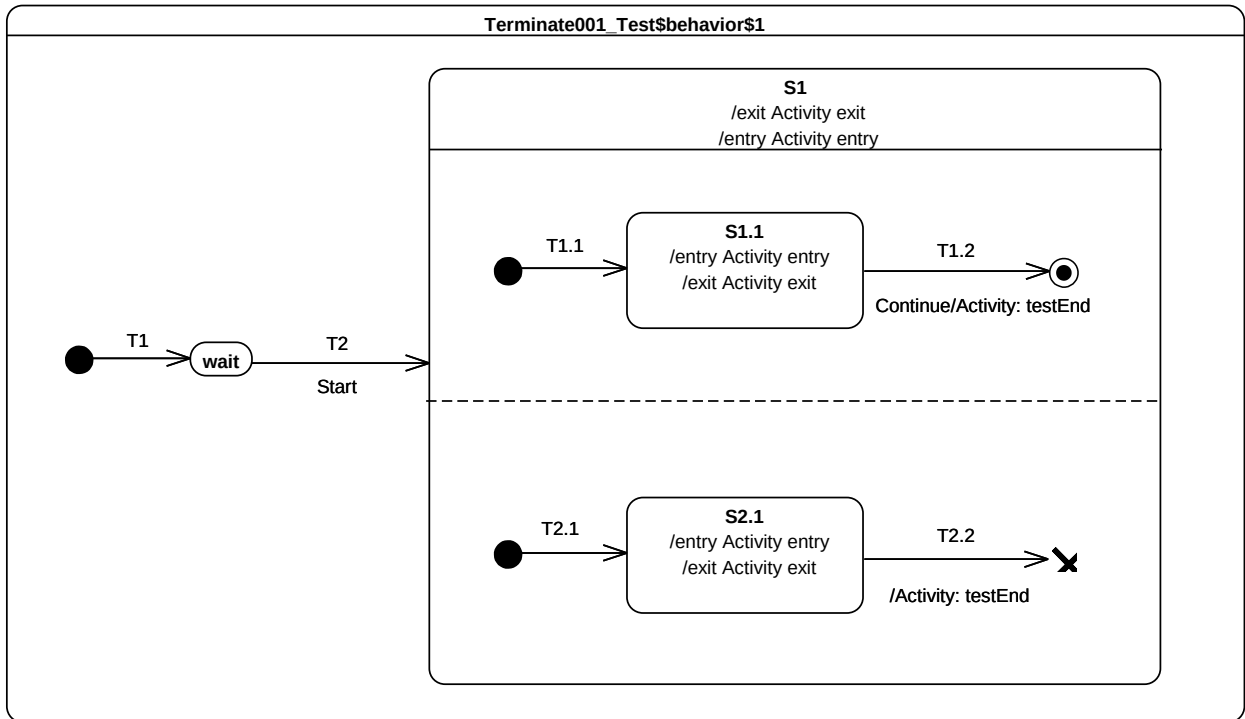 Terminate001_Test$behavior$1
S1
/exit Activity exit
/entry Activity entry
T1.1
S1.1
/entry Activity entry
/exit Activity exit
T1.2
Continue/Activity: testEnd
T1
wait
T2
Start
T2.1
S2.1
/entry Activity entry
/exit Activity exit
T2.2
/Activity: testEnd